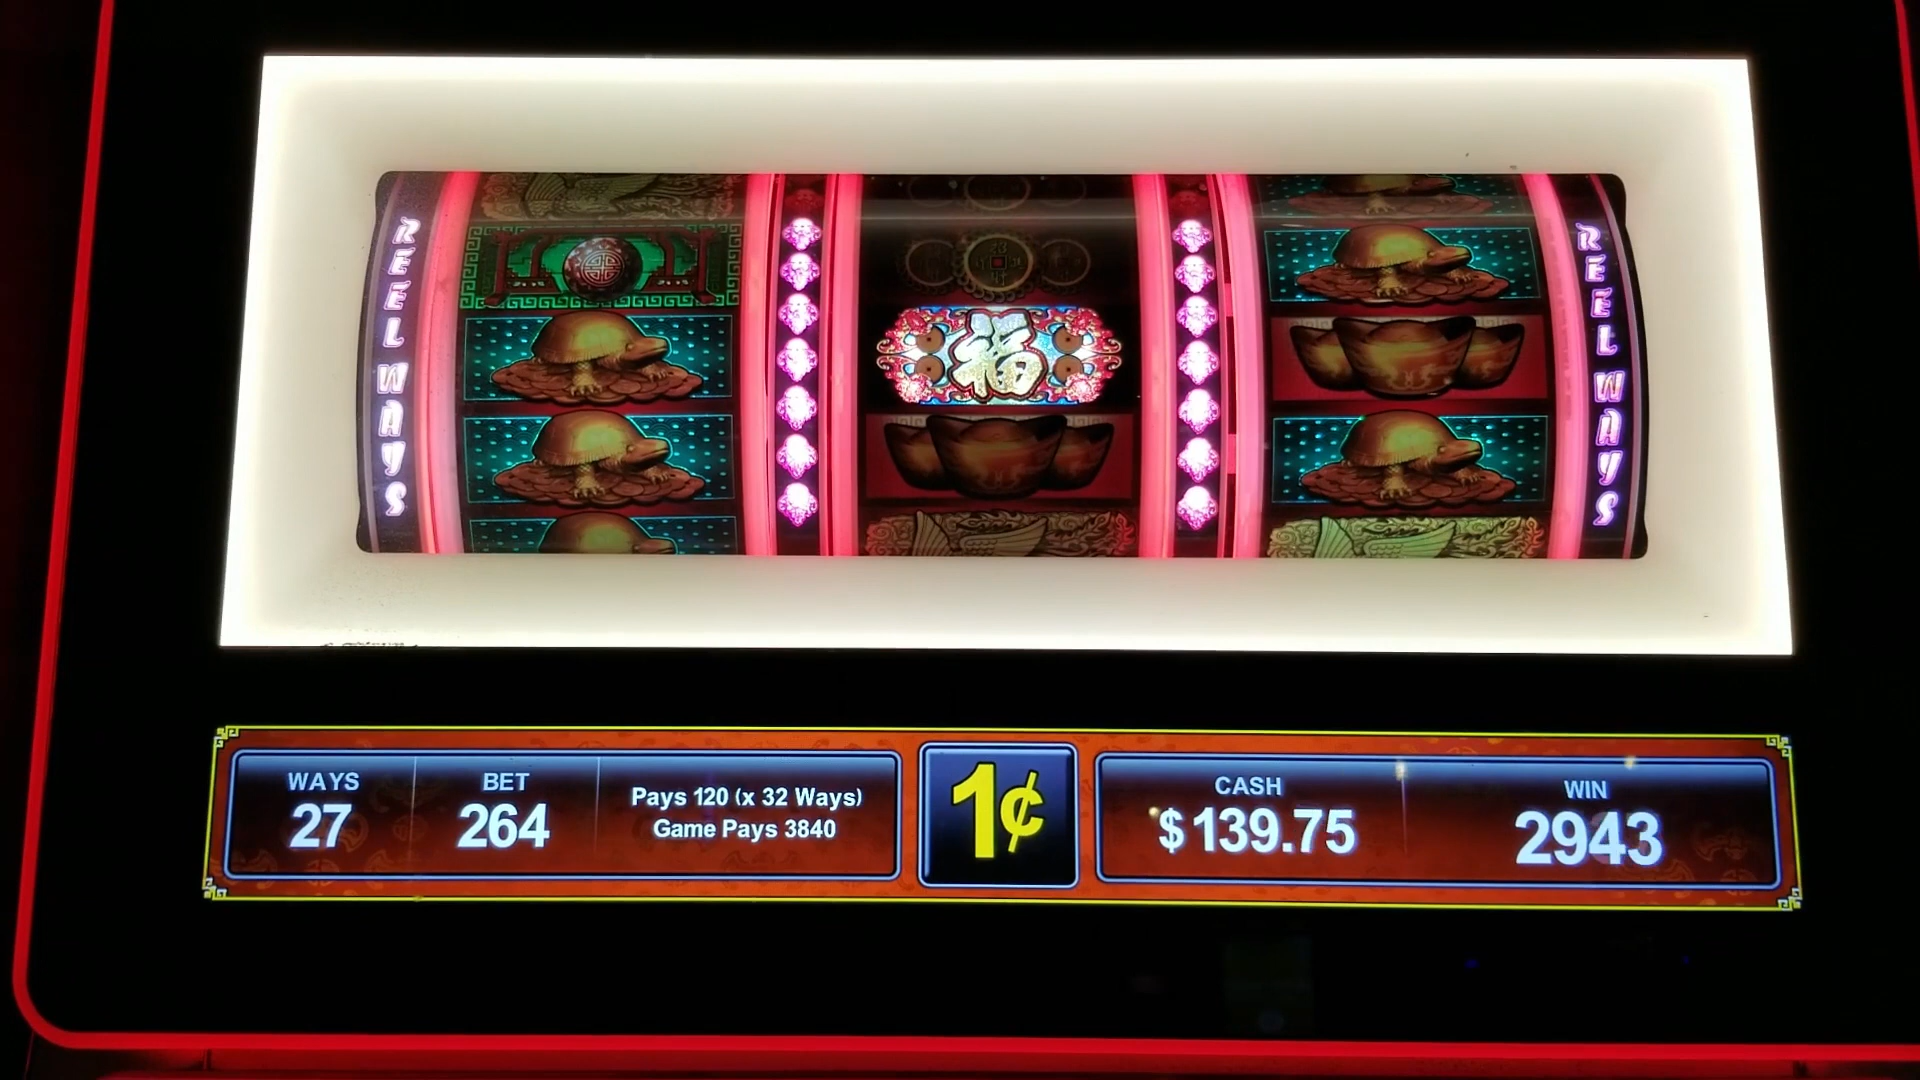 REEL WAYS
福
REEL WAYS
WAYS
27
BET
264
Pays 120 (x 32 Ways)
Game Pays 3840
1¢
CASH
$139.75
WIN
2943